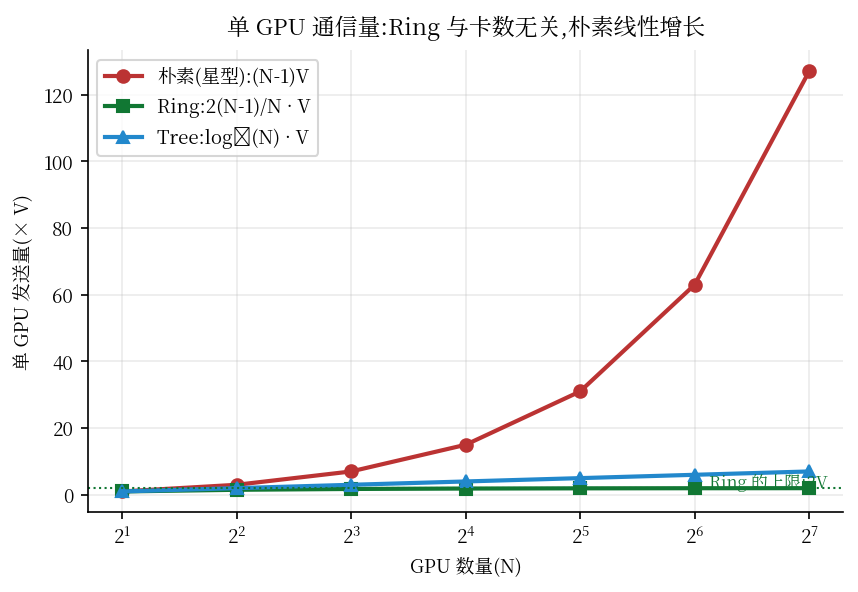 单 GPU 通信量:Ring 与卡数无关,朴素线性增长
朴素(星型):(N-1)V
Ring:2(N-1)/N · V
Tree:log(N) · V
单 GPU 发送量(× V)
120
100
80
60
40
20
0
Ring 的上限 V
2¹
2²
2³
2⁴
2⁵
2⁶
2⁷
GPU 数量(N)